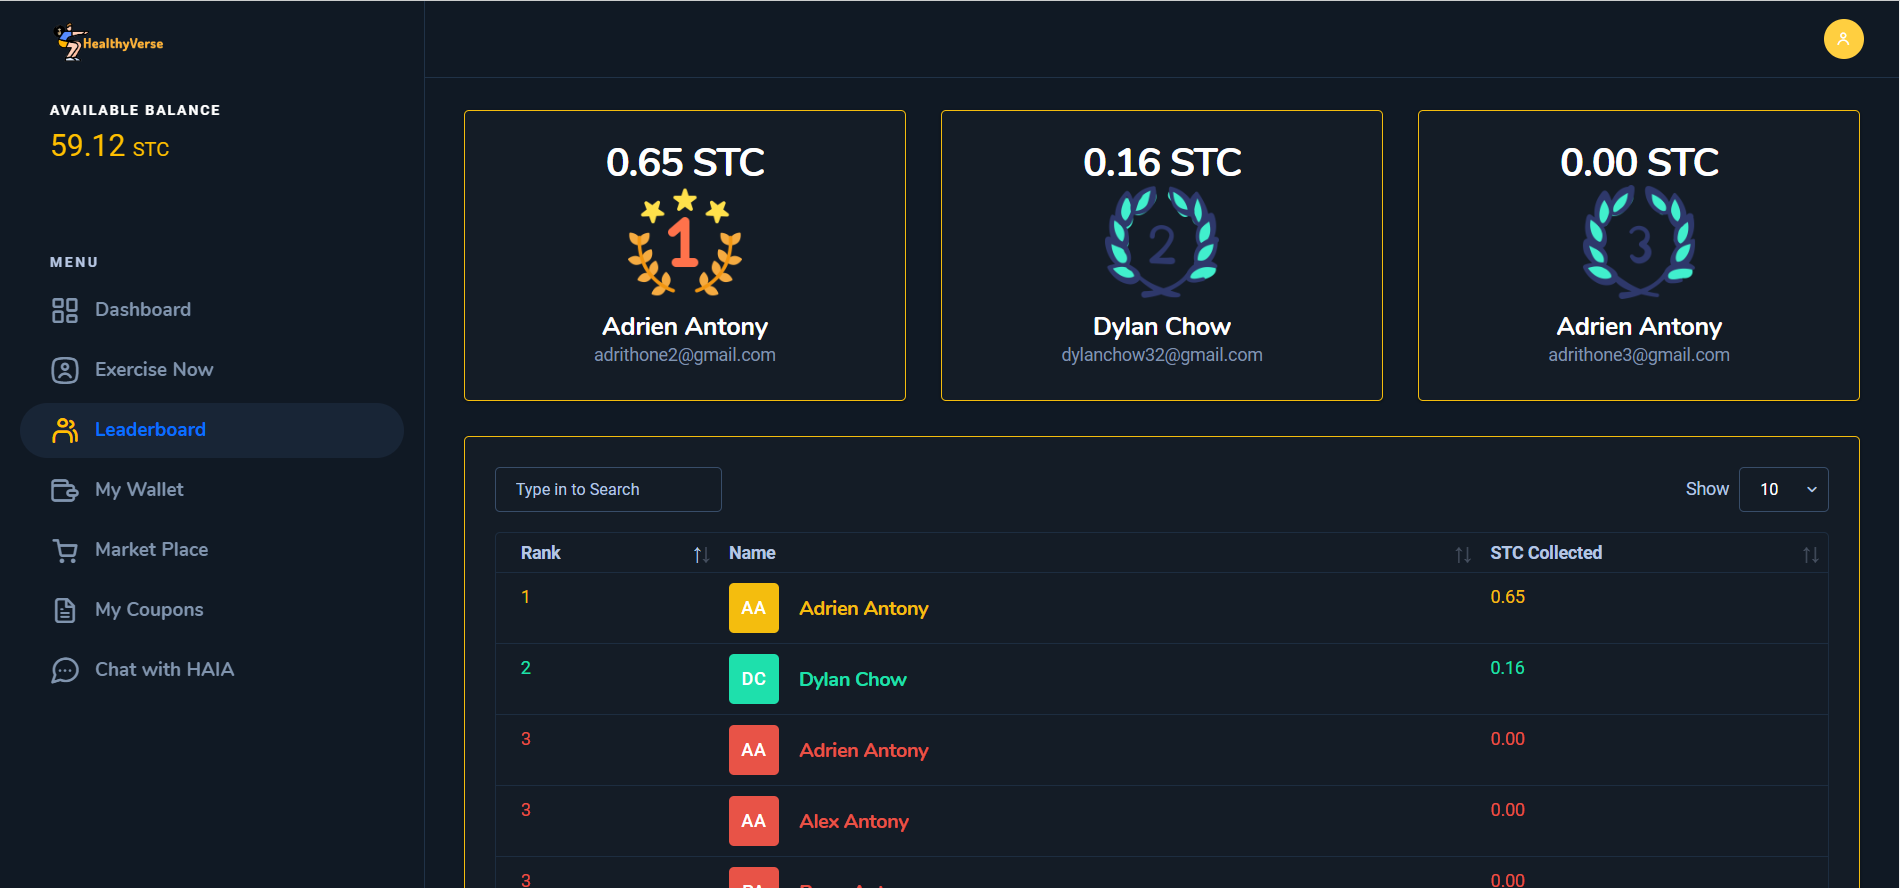 HealthyVerse
AVAILABLE BALANCE
59.12 STC
MENU
Dashboard
Exercise Now
Leaderboard
My Wallet
Market Place
My Coupons
Chat with HAIA
0.65 STC
1
Adrien Antony
adrithone2@gmail.com
0.16 STC
2
Dylan Chow
dylanchow32@gmail.com
0.00 STC
3
Adrien Antony
adrithone3@gmail.com
Type in to Search
Show 10
Rank Name STC Collected
1 AA Adrien Antony 0.65
2 DC Dylan Chow 0.16
3 AA Adrien Antony 0.00
3 AA Alex Antony 0.00
3 0.00